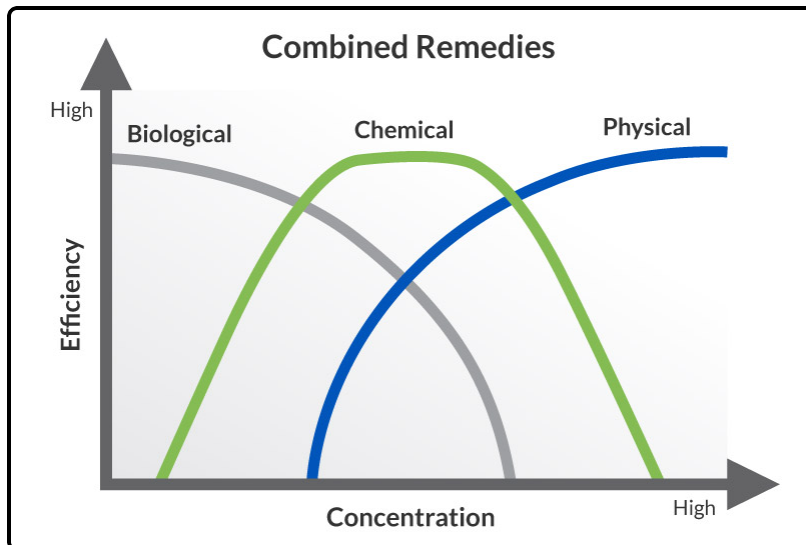 Combined Remedies
High
Biological
Chemical
Physical
Efficiency
High
Concentration